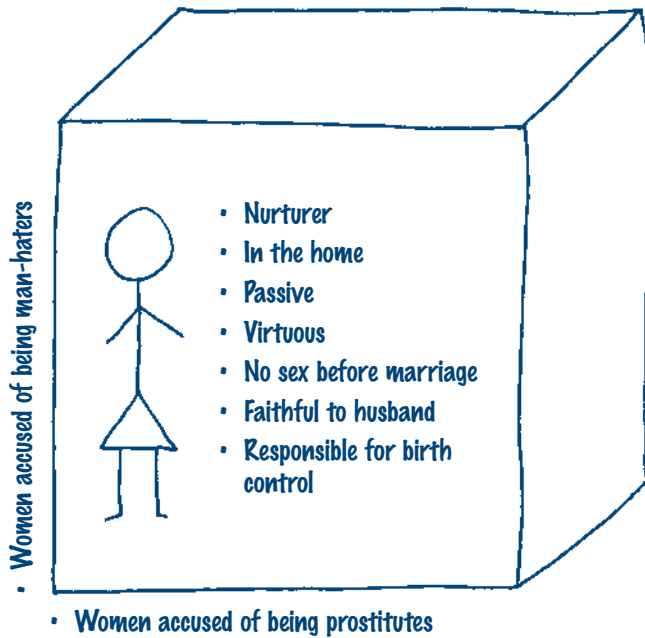 • Nurturer
• In the home
• Passive
• Virtuous
• No sex before marriage
• Faithful to husband
• Responsible for birth
control
• Women accused of being man-haters
• Women accused of being prostitutes